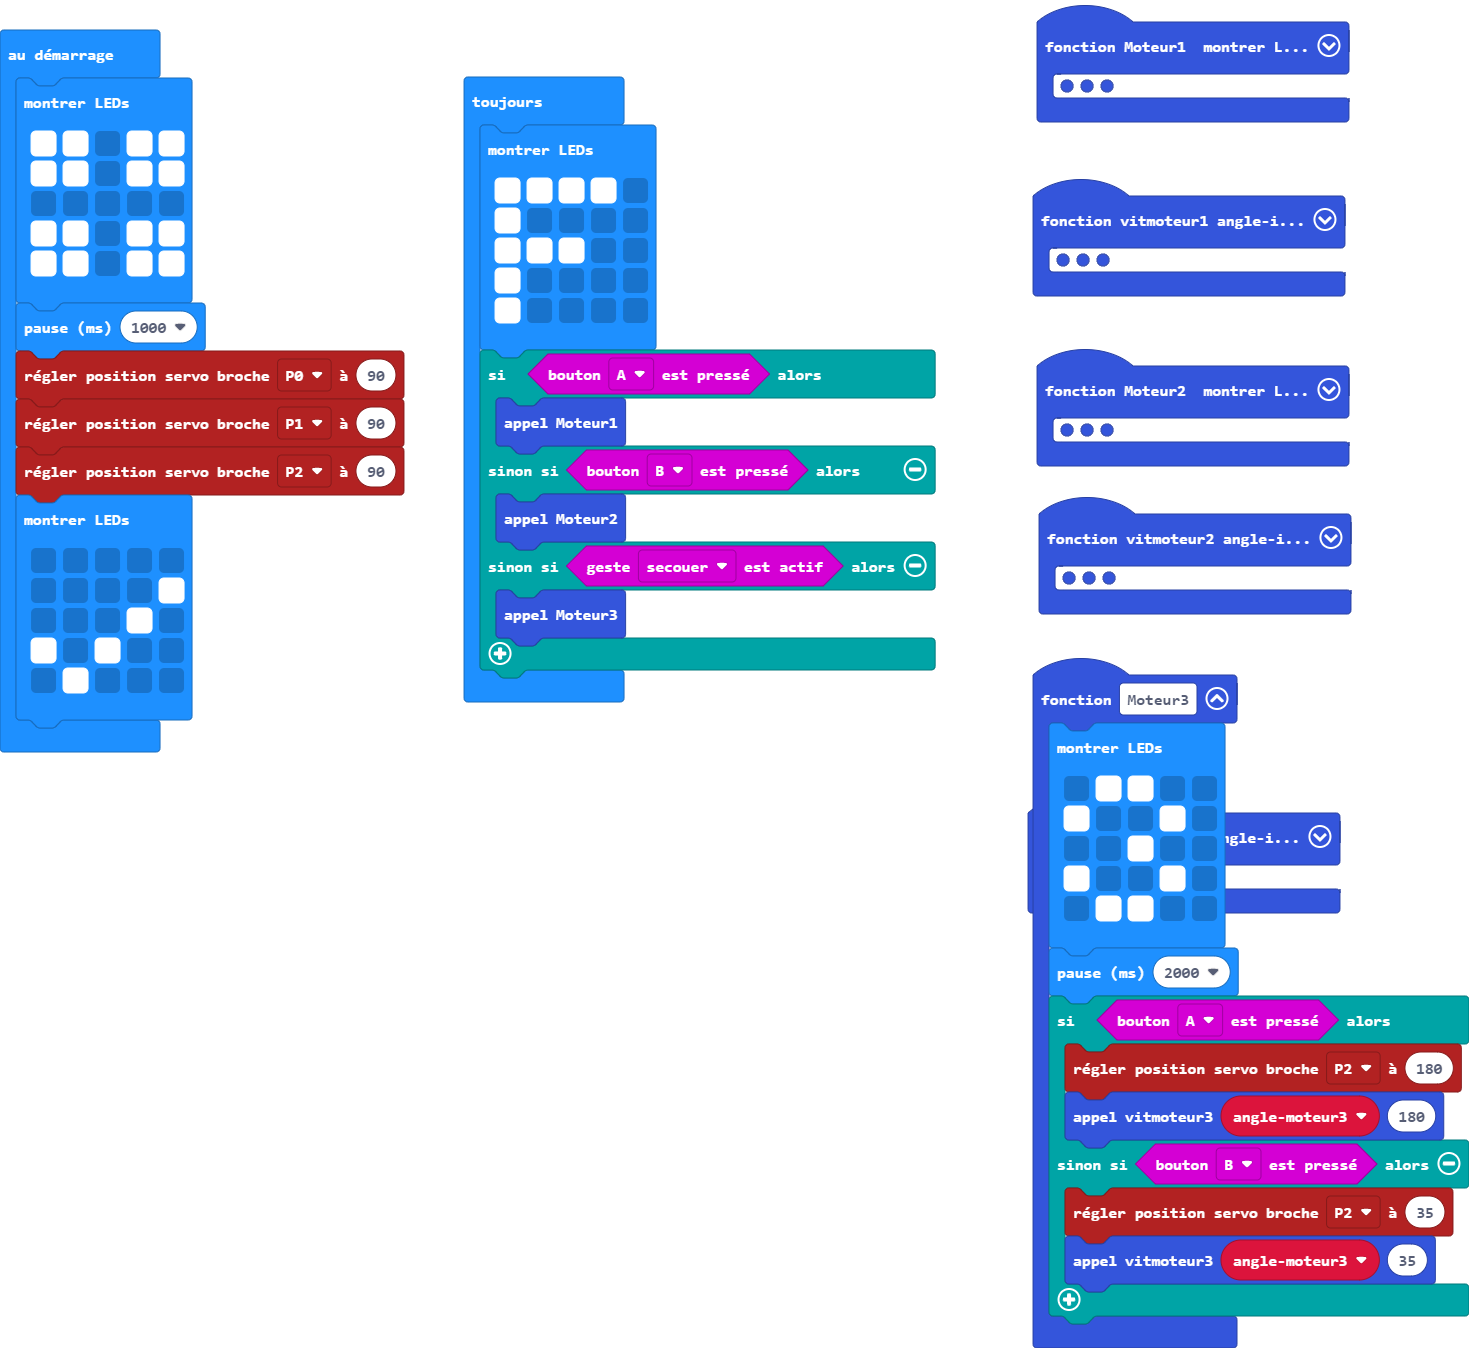 au démarrage
montrer LEDs
pause (ms) 1000
régler position servo broche P0 à 90
régler position servo broche P1 à 90
régler position servo broche P2 à 90
montrer LEDs
toujours
montrer LEDs
si bouton A est pressé alors
appel Moteur1
sinon si bouton B est pressé alors
appel Moteur2
sinon si geste secouer est actif alors
appel Moteur3
fonction Moteur1 montrer L...
fonction vitmoteur1 angle-i...
fonction Moteur2 montrer L...
fonction vitmoteur2 angle-i...
fonction Moteur3
montrer LEDs
ngle-i...
pause (ms) 2000
si bouton A est pressé alors
régler position servo broche P2 à 180
appel vitmoteur3 angle-moteur3 180
sinon si bouton B est pressé alors
régler position servo broche P2 à 35
appel vitmoteur3 angle-moteur3 35